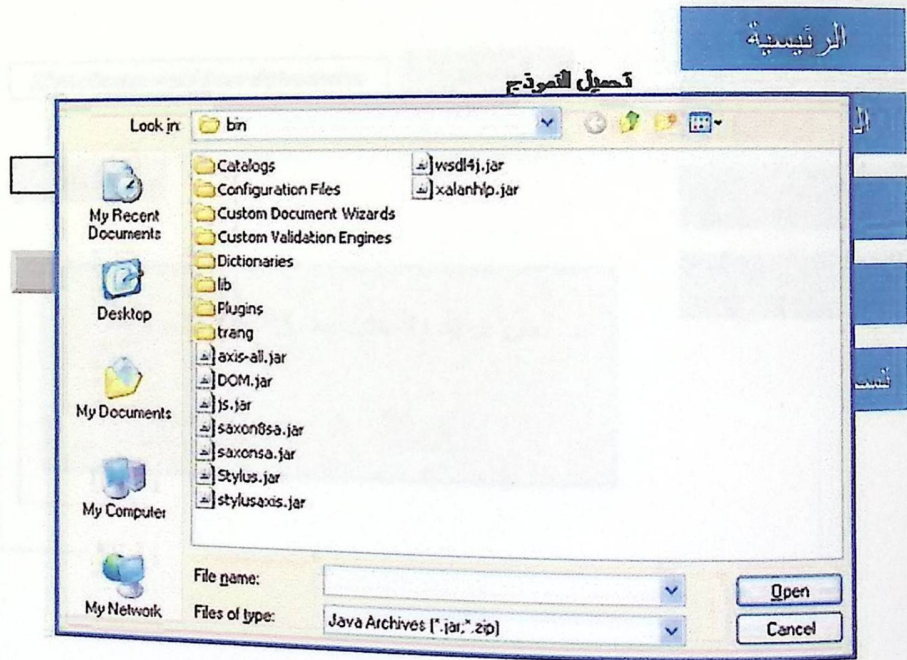 الرئيسية
تحميل النموذج
Look in: bin
My Recent Documents
Desktop
My Documents
My Computer
My Network
Catalogs
Configuration Files
Custom Document Wizards
Custom Validation Engines
Dictionaries
lib
Plugins
trang
axis-all.jar
DOM.jar
js.jar
saxon8sa.jar
saxonsa.jar
Stylus.jar
stylusaxis.jar
wsdl4j.jar
xalanhlp.jar
File name:
Open
Files of type: Java Archives (*.jar;*.zip)
Cancel